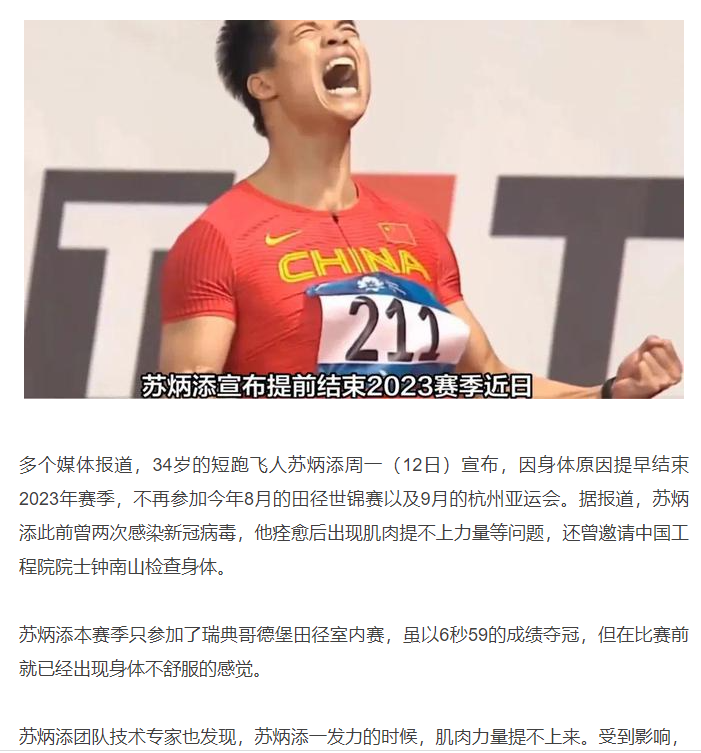 CHINA
211
苏炳添宣布提前结束2023赛季近日
多个媒体报道，34岁的短跑飞人苏炳添周一（12日）宣布，因身体原因提早结束
2023年赛季，不再参加今年8月的田径世锦赛以及9月的杭州亚运会。据报道，苏炳
添此前曾两次感染新冠病毒，他痊愈后出现肌肉提不上力量等问题，还曾邀请中国工
程院院士钟南山检查身体。
苏炳添本赛季只参加了瑞典哥德堡田径室内赛，虽以6秒59的成绩夺冠，但在比赛前
就已经出现身体不舒服的感觉。
苏炳添团队技术专家也发现，苏炳添一发力的时候，肌肉力量提不上来。受到影响，